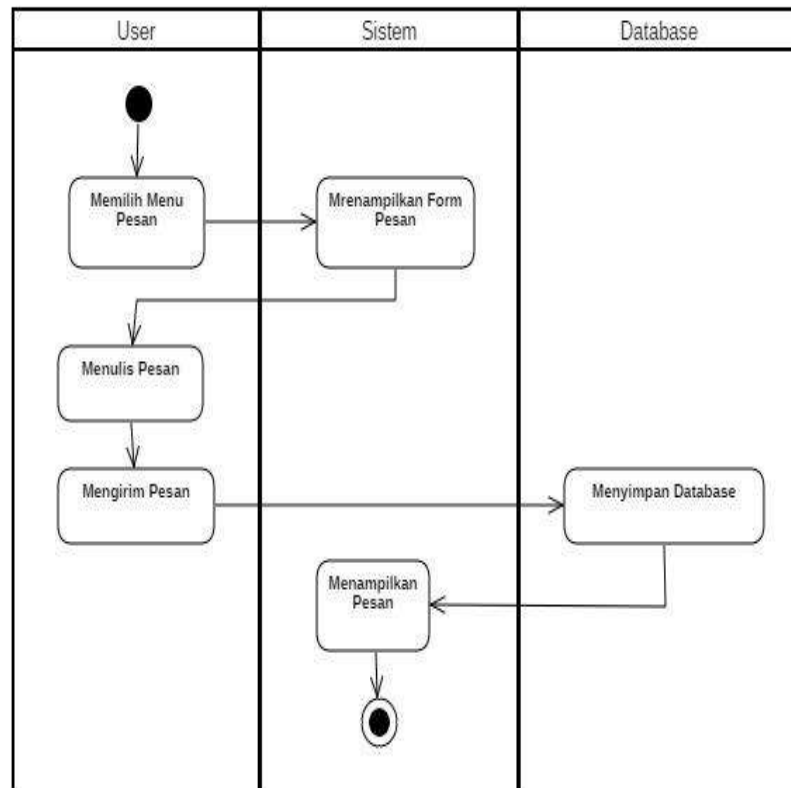 User
Sistem
Database
Memilih Menu
Pesan
Mrenampilkan Form
Pesan
Menulis Pesan
Mengirim Pesan
Menyimpan Database
Menampilkan
Pesan